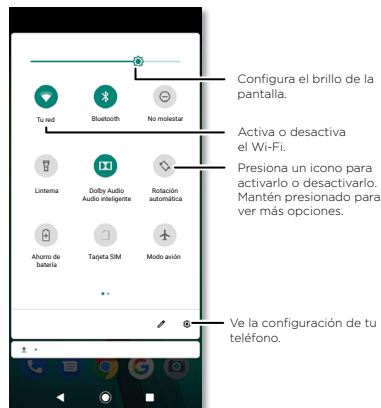 Configura el brillo de la
pantalla.
Tu red
Bluetooth
No molestar
Activa o desactiva
el Wi-Fi.
Presiona un icono para
activarlo o desactivarlo.
Mantén presionado para
ver más opciones.
Linterna
Dolby Audio
Audio inteligente
Rotación
automática
Ahorro de
batería
Tarjeta SIM
Modo avión
Ve la configuración de tu
teléfono.